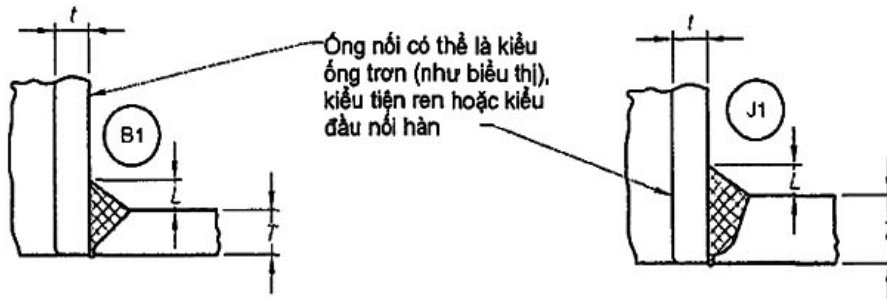 t
Ống nối có thể là kiểu
ống trơn (như biểu thị),
kiểu tiện ren hoặc kiểu
đầu nối hàn
t
B1
J1
L
L
T